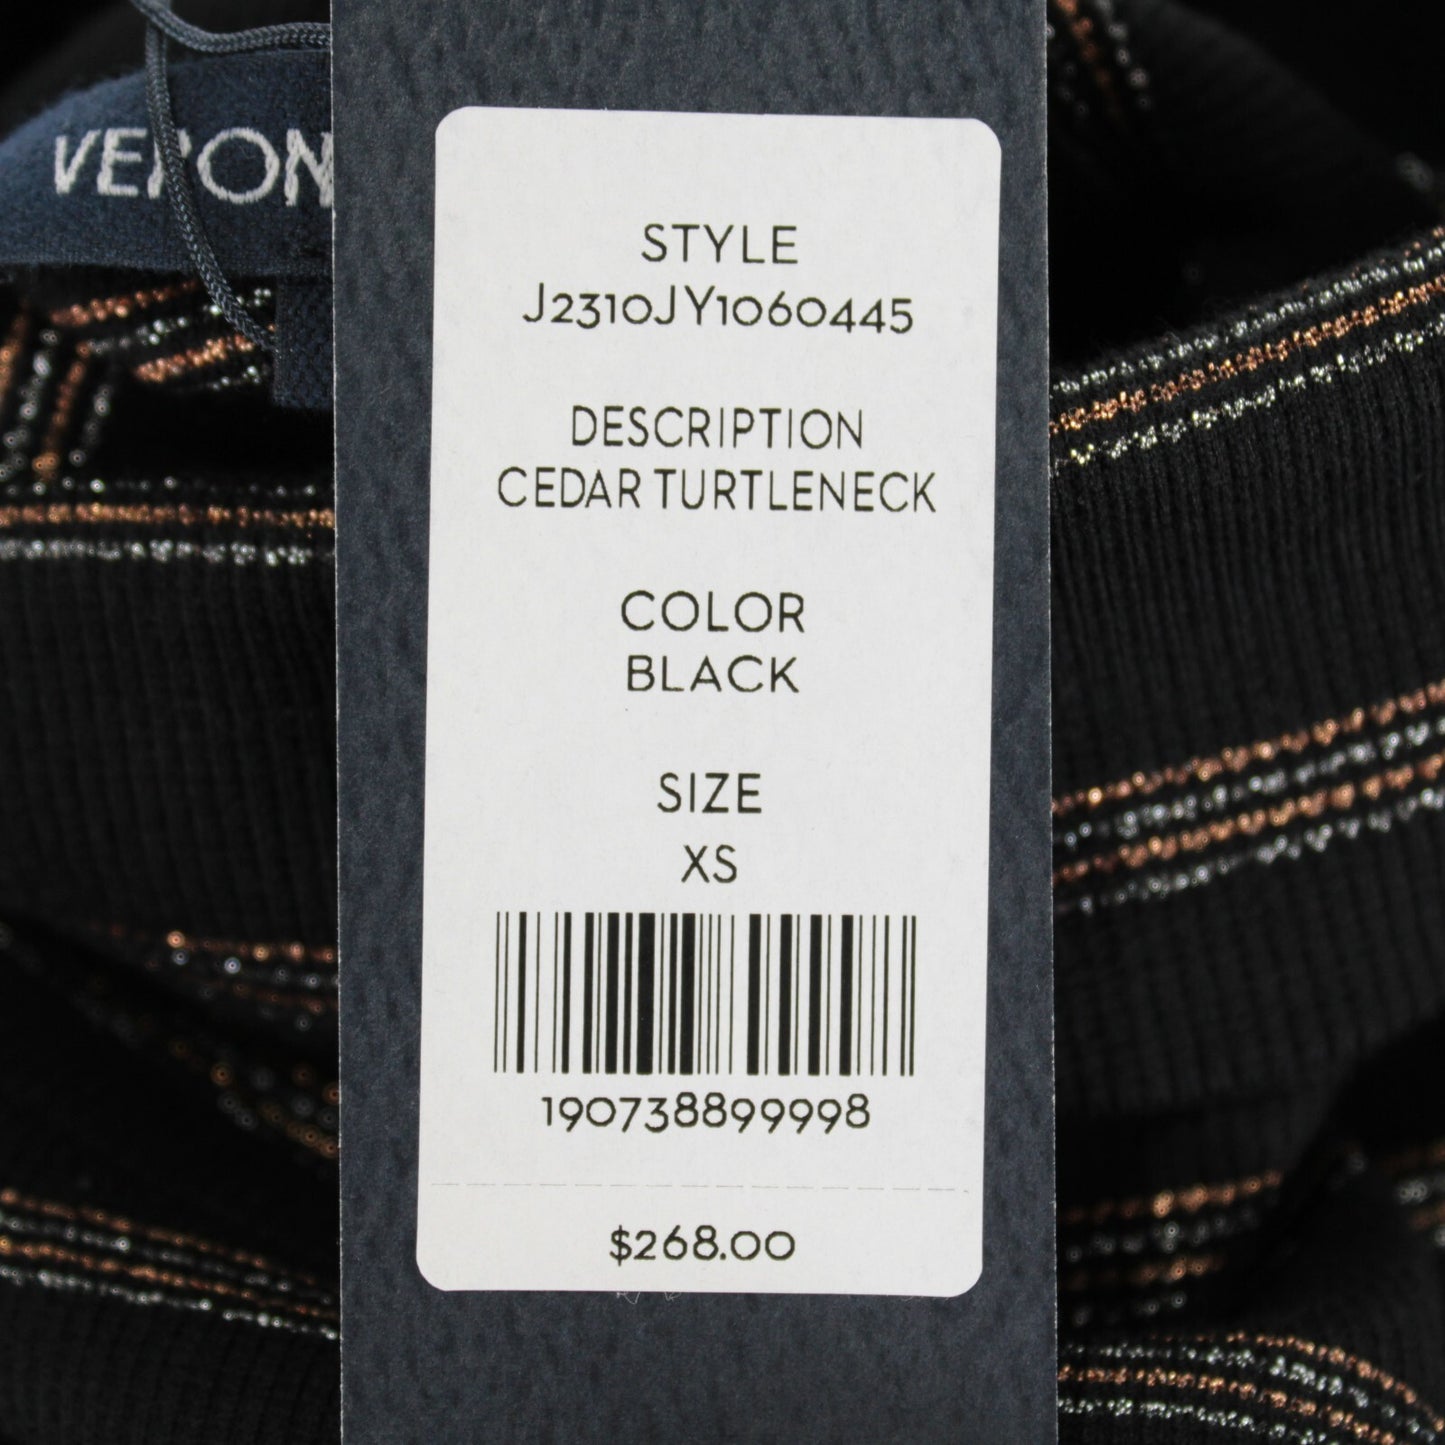 VERON
STYLE
J2310JY1060445
DESCRIPTION
CEDAR TURTLENECK
COLOR
BLACK
SIZE
XS
190738899998
$268.00